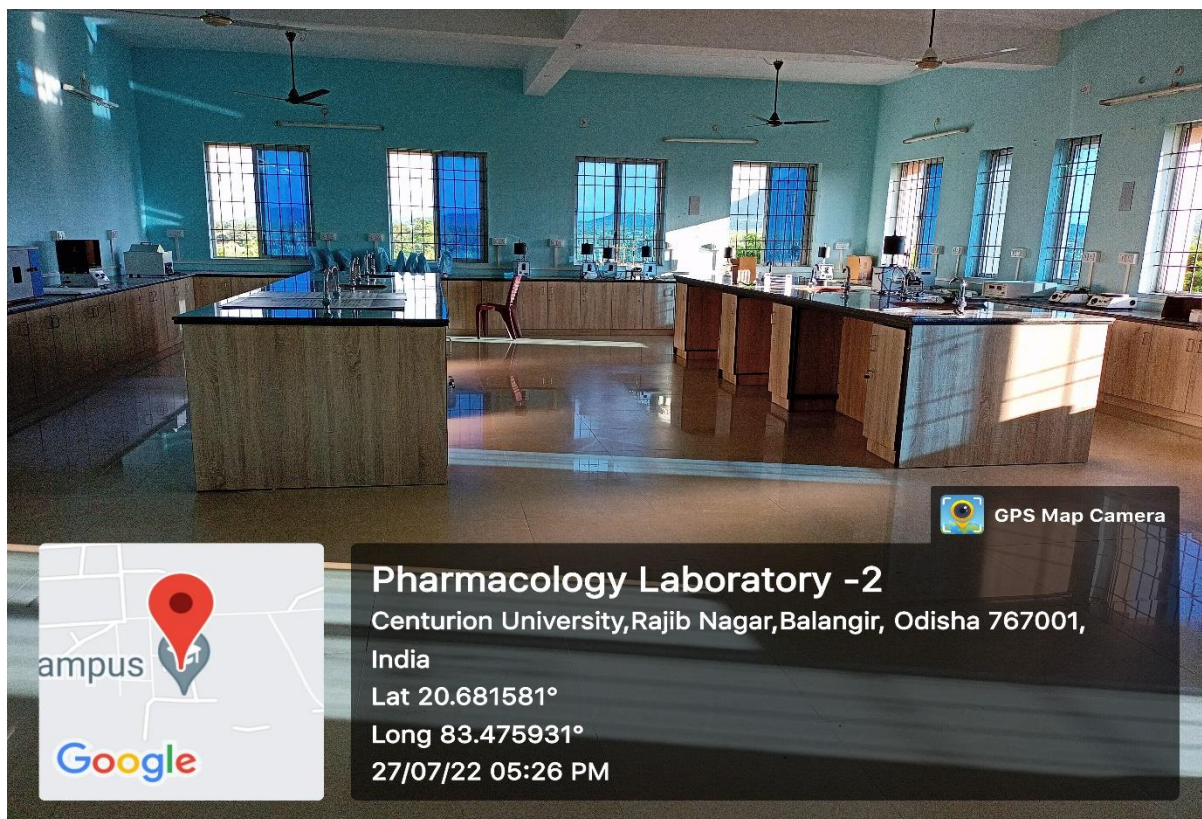 GPS Map Camera
ampus
Google
Pharmacology Laboratory -2
Centurion University,Rajib Nagar,Balangir, Odisha 767001,
India
Lat 20.681581°
Long 83.475931°
27/07/22 05:26 PM